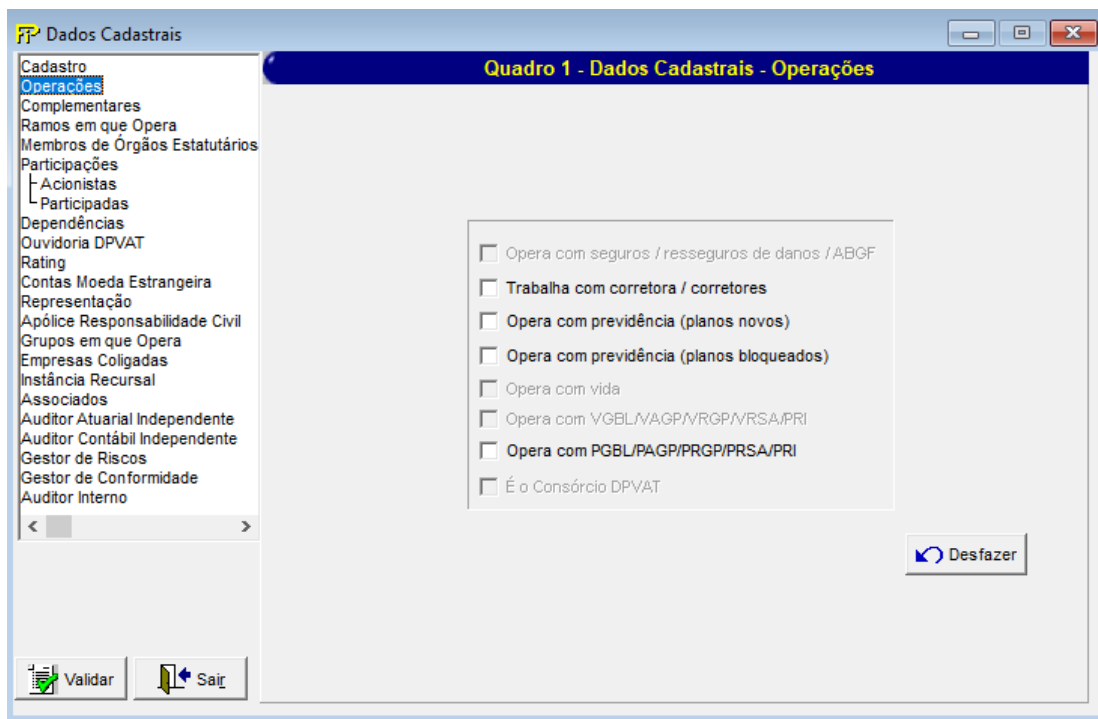 FIP Dados Cadastrais
Cadastro
Operações
Complementares
Ramos em que Opera
Membros de Órgãos Estatutários
Participações
Acionistas
Participadas
Dependências
Ouvidoria DPVAT
Rating
Contas Moeda Estrangeira
Representação
Apólice Responsabilidade Civil
Grupos em que Opera
Empresas Coligadas
Instância Recursal
Associados
Auditor Atuarial Independente
Auditor Contábil Independente
Gestor de Riscos
Gestor de Conformidade
Auditor Interno
Validar
Sair
Quadro 1 - Dados Cadastrais - Operações
Opera com seguros / resseguros de danos / ABGF
Trabalha com corretora / corretores
Opera com previdência (planos novos)
Opera com previdência (planos bloqueados)
Opera com vida
Opera com VGBL/VAGP/VRGP/VRSA/PRI
Opera com PGBL/PAGP/PRGP/PRSA/PRI
É o Consórcio DPVAT
Desfazer